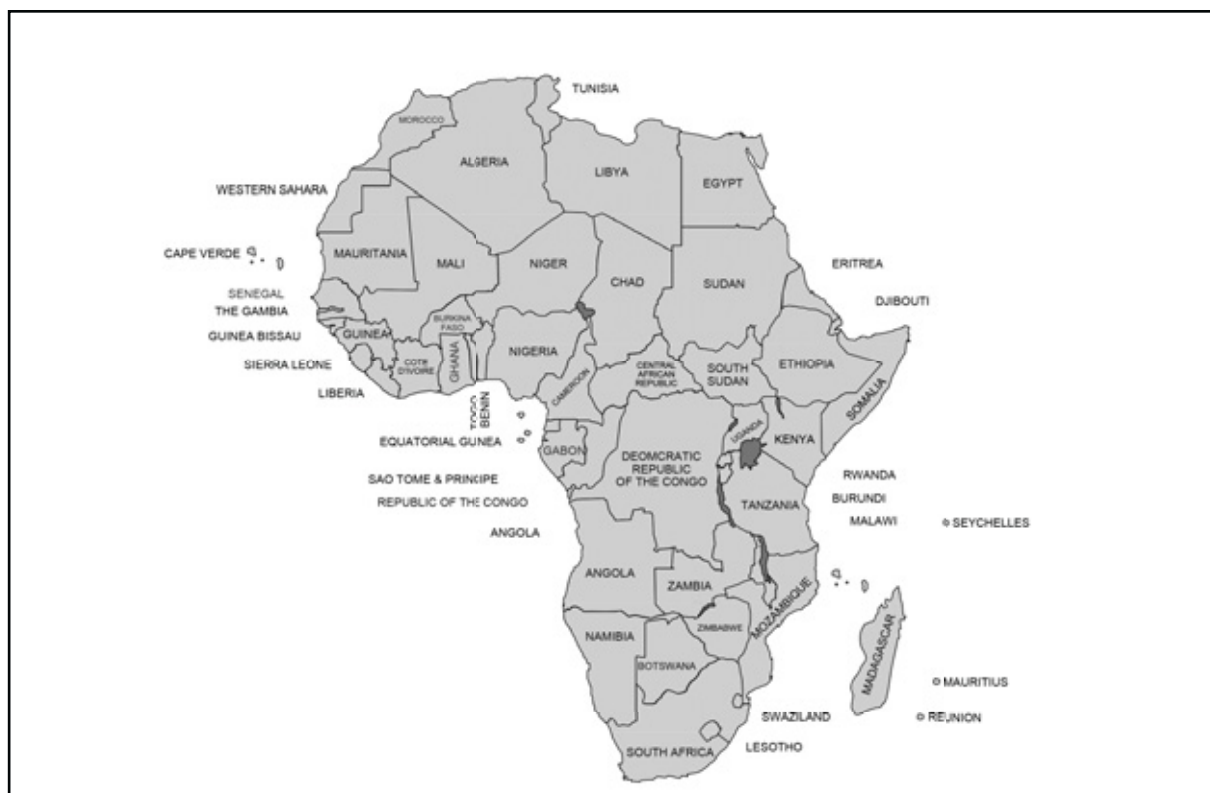 TUNISIA
MOROCCO
ALGERIA
LIBYA
EGYPT
WESTERN SAHARA
CAPE VERDE
MAURITANIA
MALI
NIGER
CHAD
SUDAN
ERITREA
SENEGAL
THE GAMBIA
DJIBOUTI
GUINEA BISSAU
GUINEA
BURKINA
FASO
NIGERIA
SIERRA LEONE
COTE
D'IVOIRE
GHANA
CENTRAL
AFRICAN
REPUBLIC
SOUTH
SUDAN
ETHIOPIA
LIBERIA
TOGO
BENIN
CAMEROON
SOMALIA
EQUATORIAL GUNEA
GABON
UGANDA
KENYA
DEOMCRATIC
REPUBLIC
OF THE CONGO
SAO TOME & PRINCIPE
RWANDA
REPUBLIC OF THE CONGO
TANZANIA
BURUNDI
MALAWI
SEYCHELLES
ANGOLA
ANGOLA
ZAMBIA
MOZAMBIQUE
NAMIBIA
ZIMBABWE
BOTSWANA
MADAGASCAR
MAURITIUS
SWAZILAND
REUNION
SOUTH AFRICA
LESOTHO